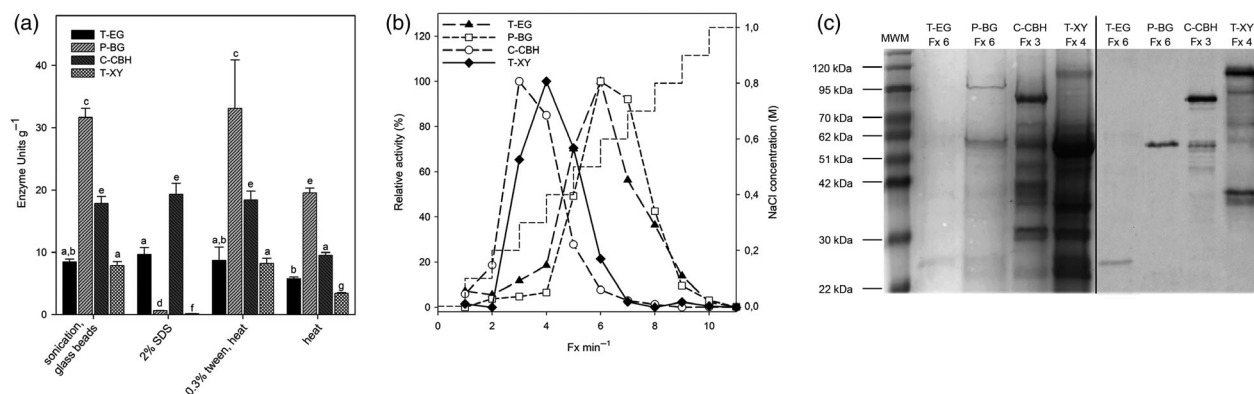 (a)
T-EG
P-BG
C-CBH
T-XY
Enzyme Units g⁻¹
40
30
20
10
0
a,b
c
e
a
a
d
e
f
a,b
c
e
a
b
e
a
g
sonication,
glass beads
2% SDS
0.3% tween, heat
heat
(b)
T-EG
P-BG
C-CBH
T-XY
Relative activity (%)
120
100
80
60
40
20
0
0 2 4 6 8 10
Fx min⁻¹
1,0
0,8
0,6
0,4
0,2
0,0
NaCl concentration (M)
(c)
T-EG P-BG C-CBH T-XY T-EG P-BG C-CBH T-XY
MWM Fx 6 Fx 6 Fx 3 Fx 4 Fx 6 Fx 6 Fx 3 Fx 4
120 kDa
95 kDa
70 kDa
62 kDa
51 kDa
42 kDa
30 kDa
22 kDa